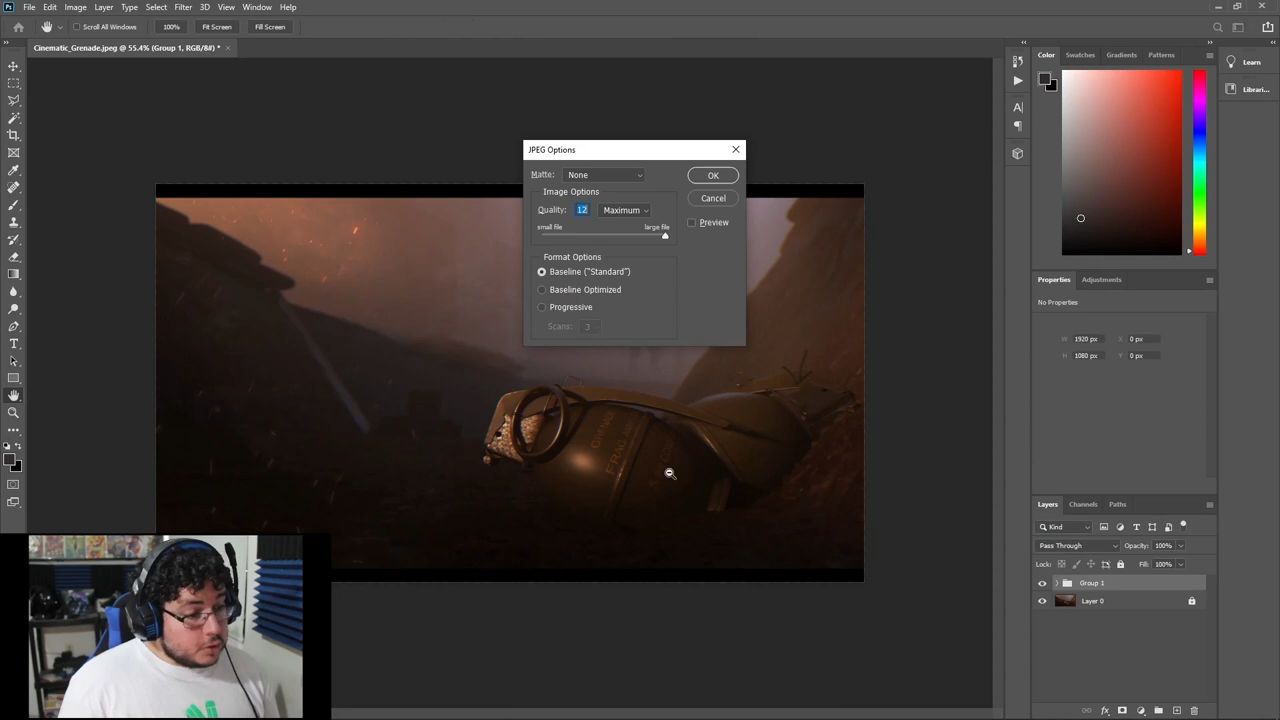 Ps File Edit Image Layer Type Select Filter 3D View Window Help
Scroll All Windows 100% Fit Screen Fill Screen
Cinematic_Grenade.jpeg @ 55.4% (Group 1, RGB/8#) * ×
Color Swatches Gradients Patterns
Learn
Librari...
JPEG Options
Matte: None
OK
Image Options
Cancel
Quality: 12 Maximum
Preview
small file large file
Format Options
Baseline ("Standard")
Baseline Optimized
Progressive
Scans: 3
Properties Adjustments
No Properties
W 1920 px X 0 px
H 1080 px Y 0 px
Layers Channels Paths
Kind
Pass Through Opacity: 100%
Lock: Fill: 100%
Group 1
Layer 0